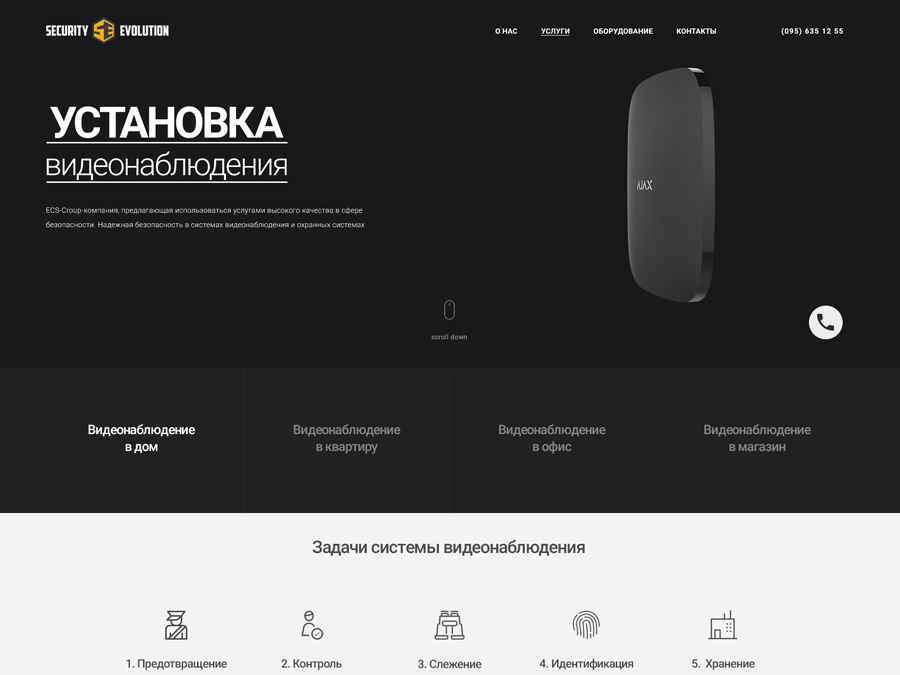 SECURITY SE EVOLUTION
О НАС
УСЛУГИ
ОБОРУДОВАНИЕ
КОНТАКТЫ
(095) 635 12 55
УСТАНОВКА
видеонаблюдения
ECS-Croup-компания, предлагающая использоваться услугами высокого качества в сфере
безопасности. Надежная безопасность в системах видеонаблюдения и охранных системах
AJAX
scroll down
Видеонаблюдение
в дом
Видеонаблюдение
в квартиру
Видеонаблюдение
в офис
Видеонаблюдение
в магазин
Задачи системы видеонаблюдения
1. Предотвращение
2. Контроль
3. Слежение
4. Идентификация
5. Хранение